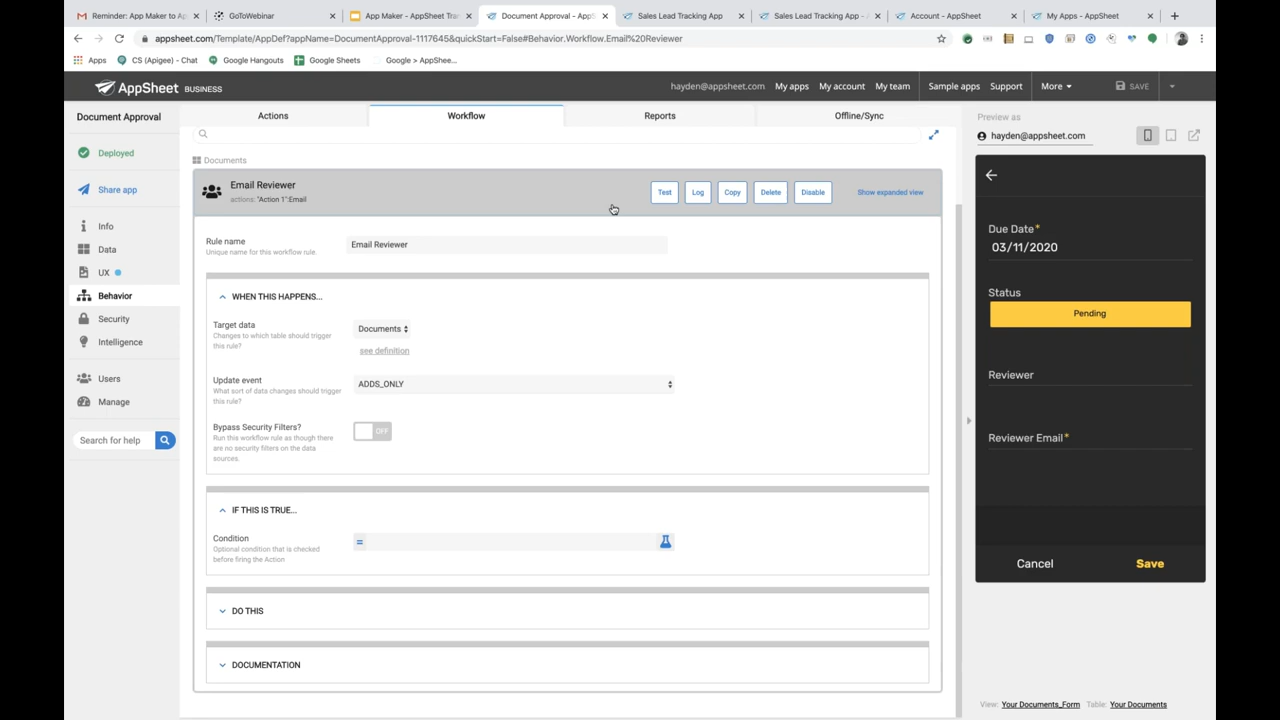 Reminder: App Maker to Ap
GoToWebinar
App Maker - AppSheet Tra
Document Approval - AppS
Sales Lead Tracking App
Sales Lead Tracking App -
Account - AppSheet
My Apps - AppSheet
appsheet.com/Template/AppDef?appName=DocumentApproval-1117645&quickStart=False#Behavior.Workflow.Email%20Reviewer
Apps
CS (Apigee) - Chat
Google Hangouts
Google Sheets
Google > AppShee...
AppSheet BUSINESS
hayden@appsheet.com
My apps
My account
My team
Sample apps
Support
More
SAVE
Document Approval
Deployed
Share app
Info
Data
UX
Behavior
Security
Intelligence
Users
Manage
Search for help
Actions
Workflow
Reports
Offline/Sync
Documents
Email Reviewer
actions: "Action 1":Email
Test
Log
Copy
Delete
Disable
Show expanded view
Rule name
Unique name for this workflow rule.
Email Reviewer
WHEN THIS HAPPENS...
Target data
Changes to which table should trigger
this rule?
Documents
see definition
Update event
What sort of data changes should trigger
this rule?
ADDS_ONLY
Bypass Security Filters?
Run this workflow rule as though there
are no security filters on the data
sources.
OFF
IF THIS IS TRUE...
Condition
Optional condition that is checked
before firing the Action
=
DO THIS
DOCUMENTATION
Preview as
hayden@appsheet.com
Due Date*
03/11/2020
Status
Pending
Reviewer
Reviewer Email*
Cancel
Save
View: Your Documents_Form Table: Your Documents